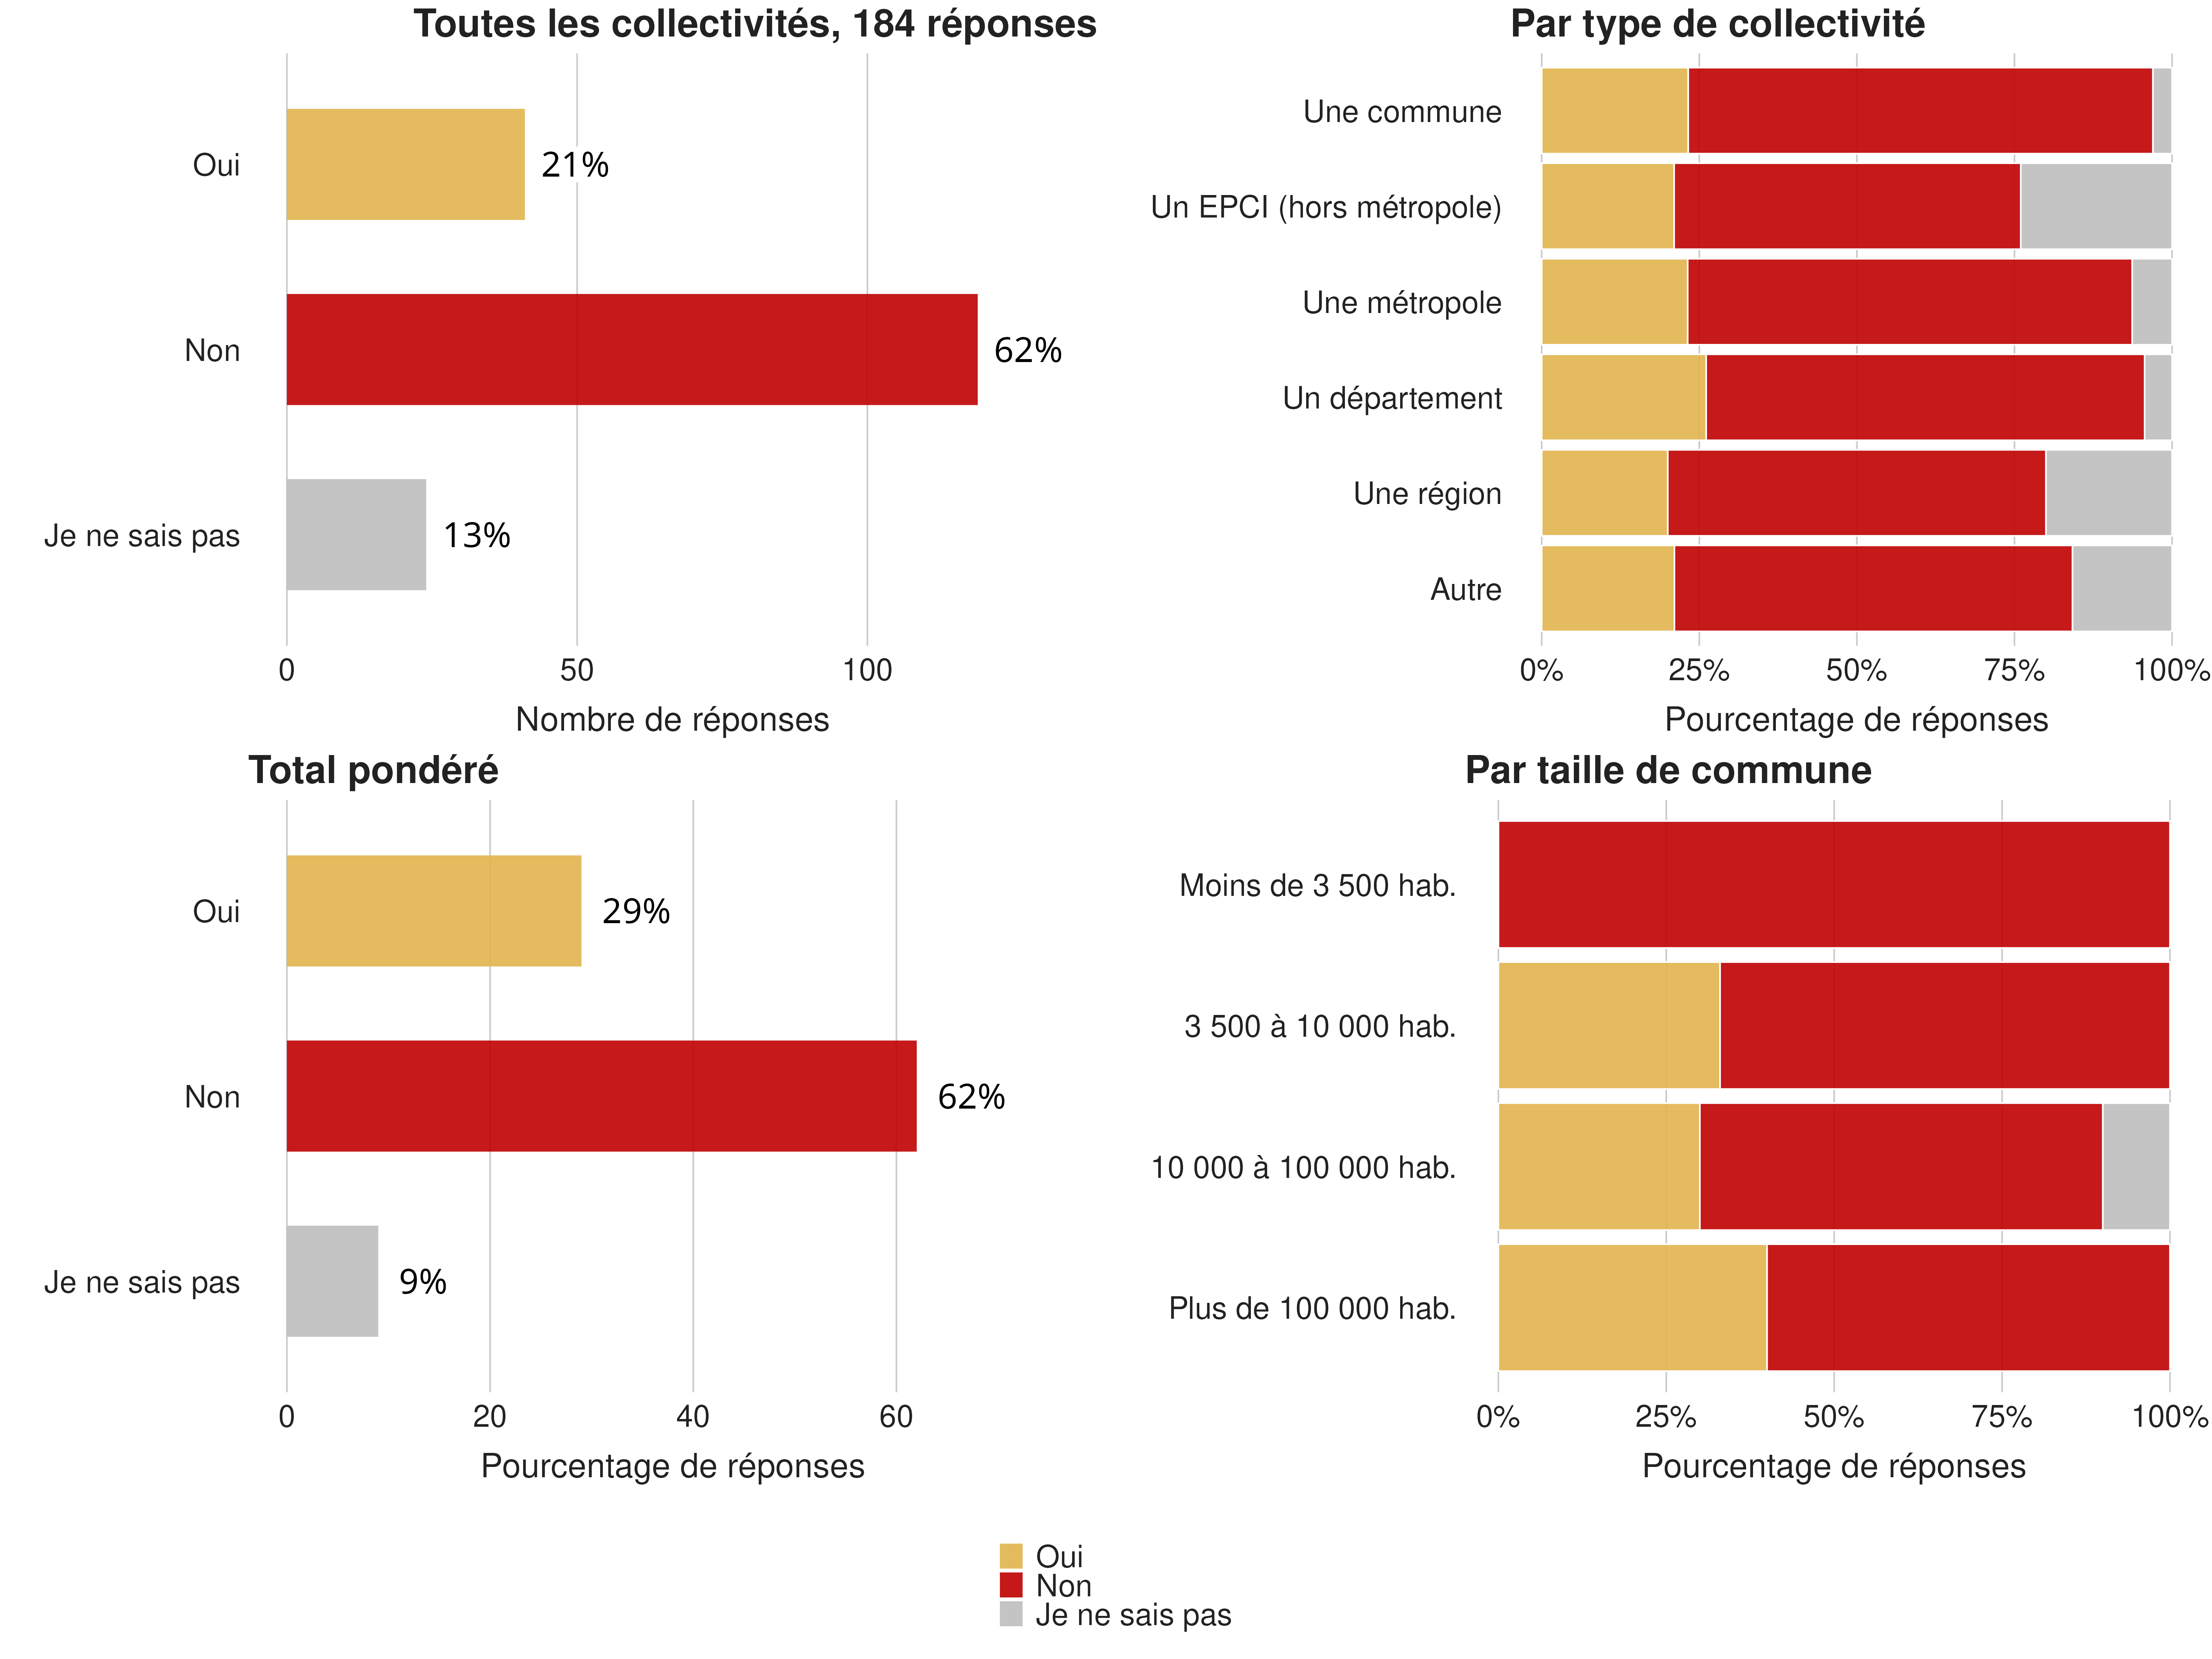 Toutes les collectivités, 184 réponses
Oui
21%
Non
62%
Je ne sais pas
13%
0 50 100
Nombre de réponses
Par type de collectivité
Une commune
Un EPCI (hors métropole)
Une métropole
Un département
Une région
Autre
0% 25% 50% 75% 100%
Pourcentage de réponses
Total pondéré
Oui
29%
Non
62%
Je ne sais pas
9%
0 20 40 60
Pourcentage de réponses
Par taille de commune
Moins de 3 500 hab.
3 500 à 10 000 hab.
10 000 à 100 000 hab.
Plus de 100 000 hab.
0% 25% 50% 75% 100%
Pourcentage de réponses
Oui
Non
Je ne sais pas